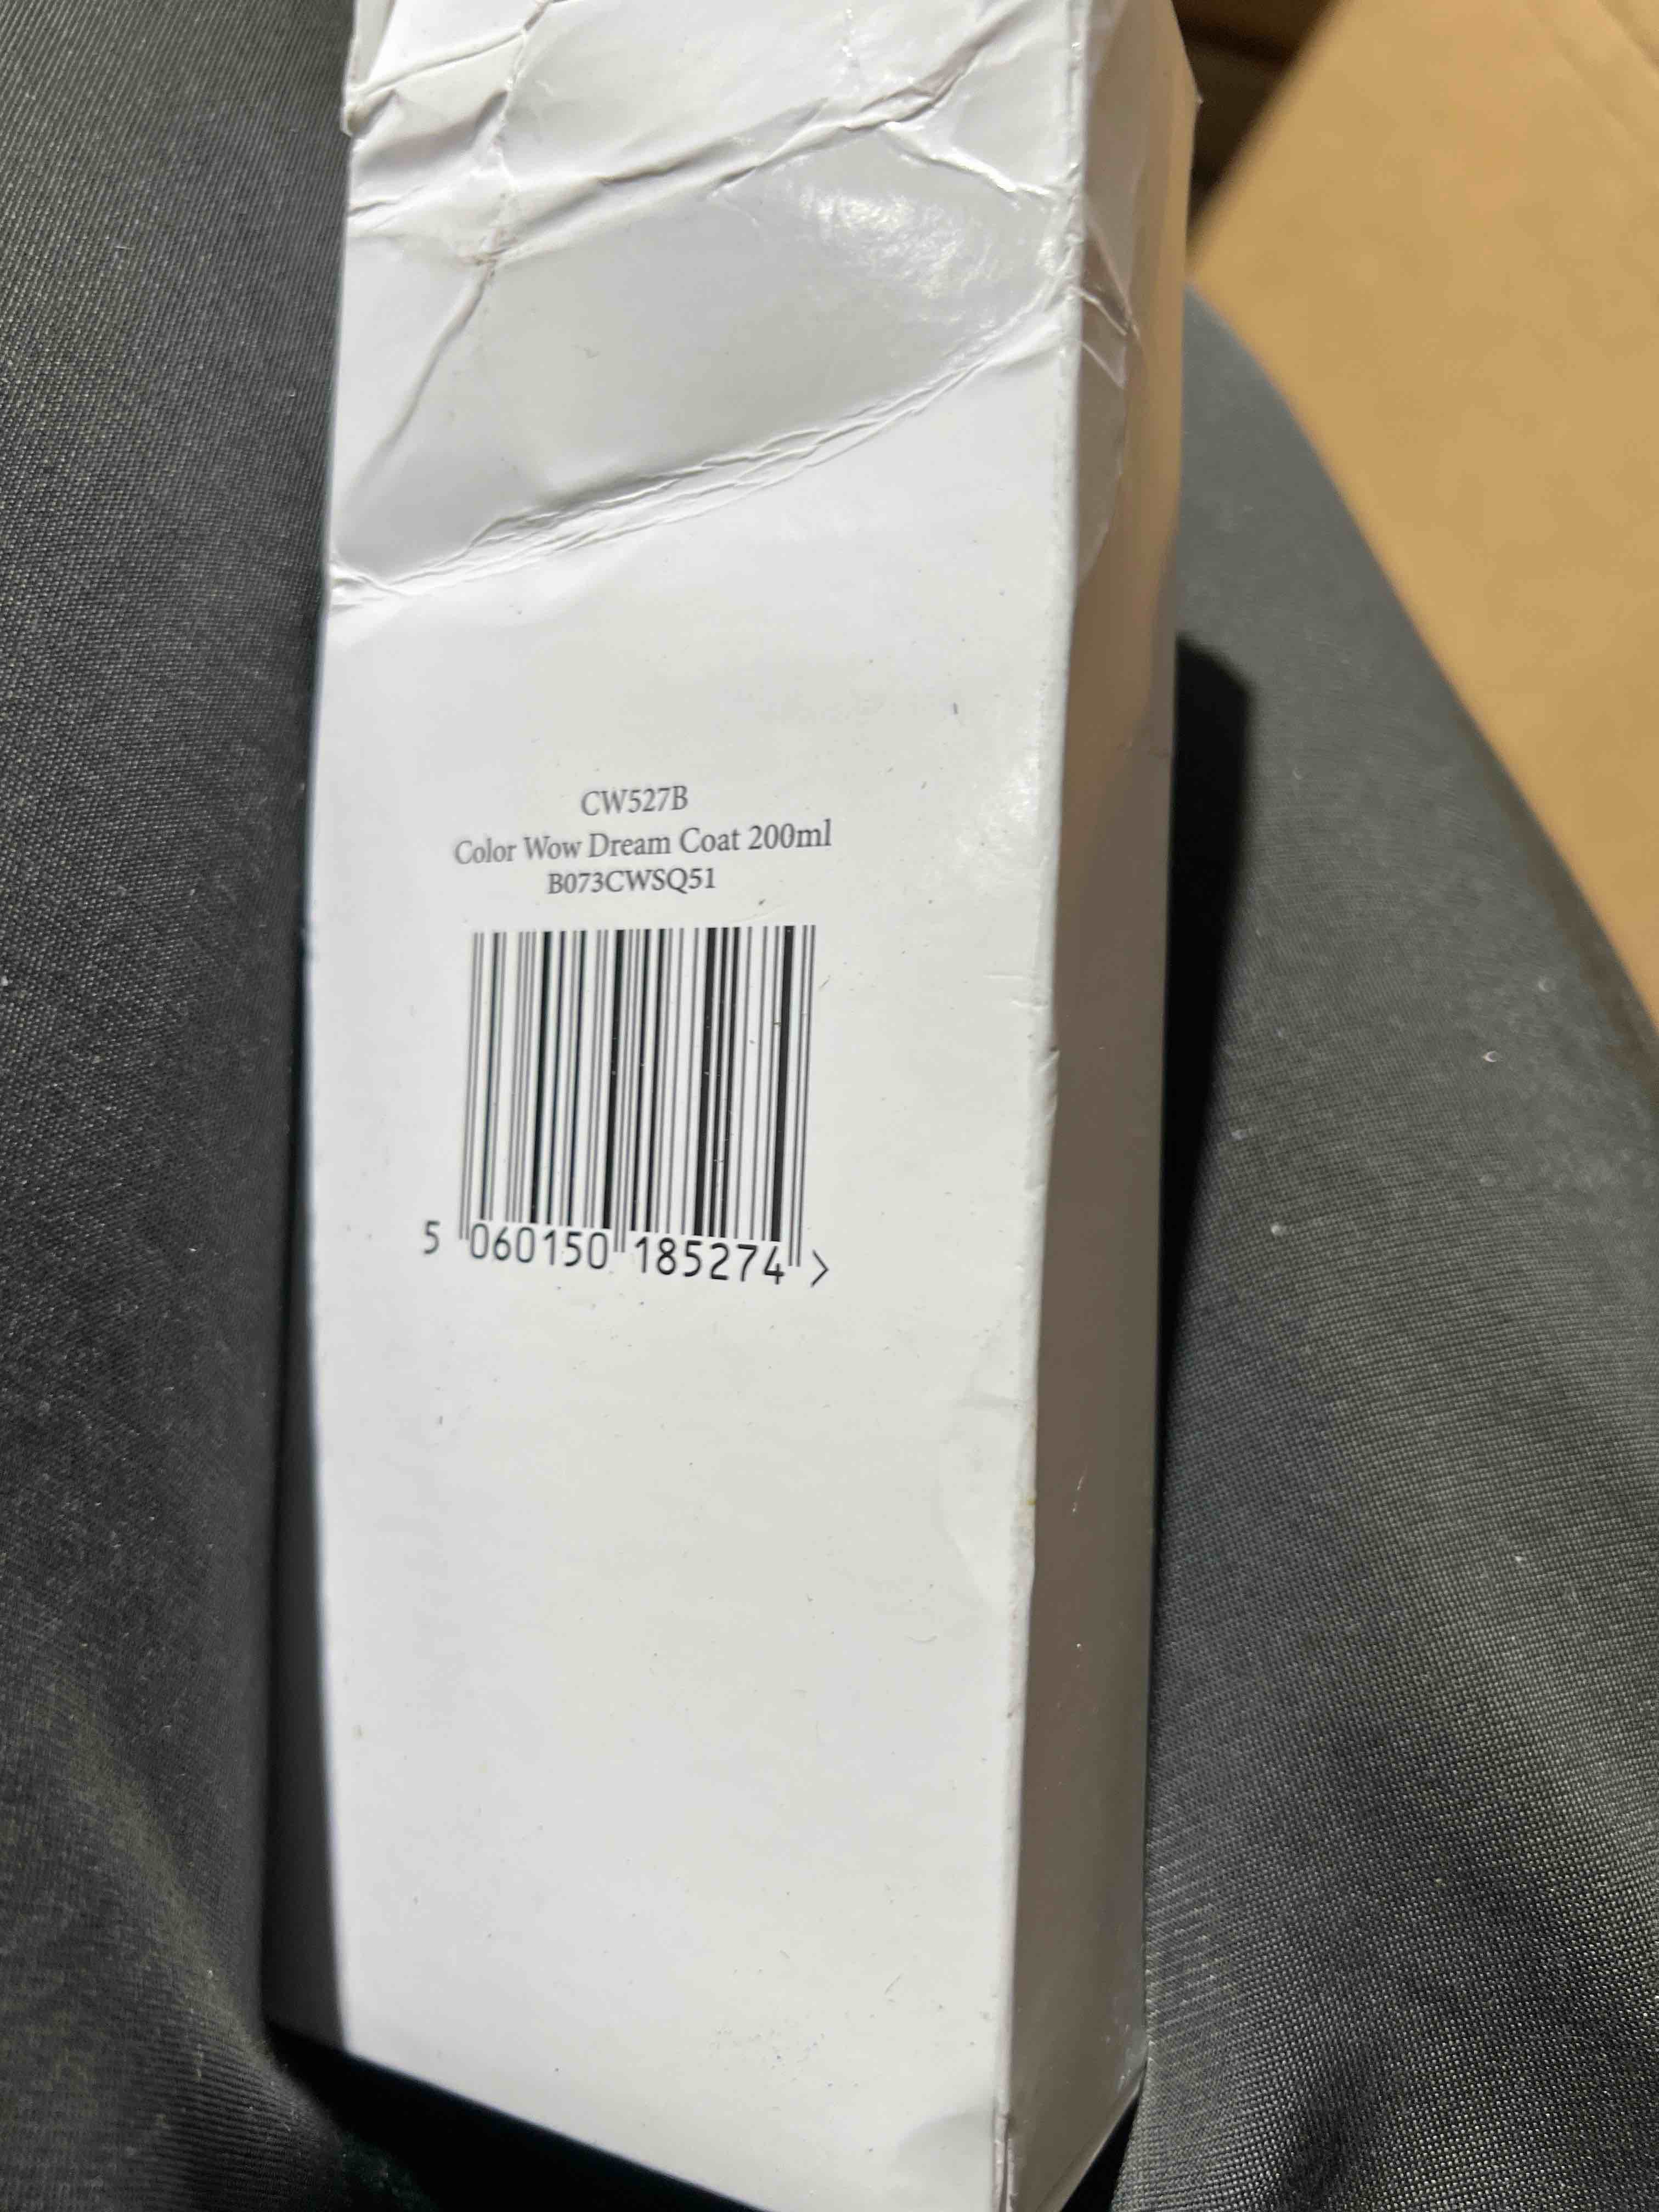 CW527B
Color Wow Dream Coat 200ml
B073CWSQ51
5 060150 185274 >